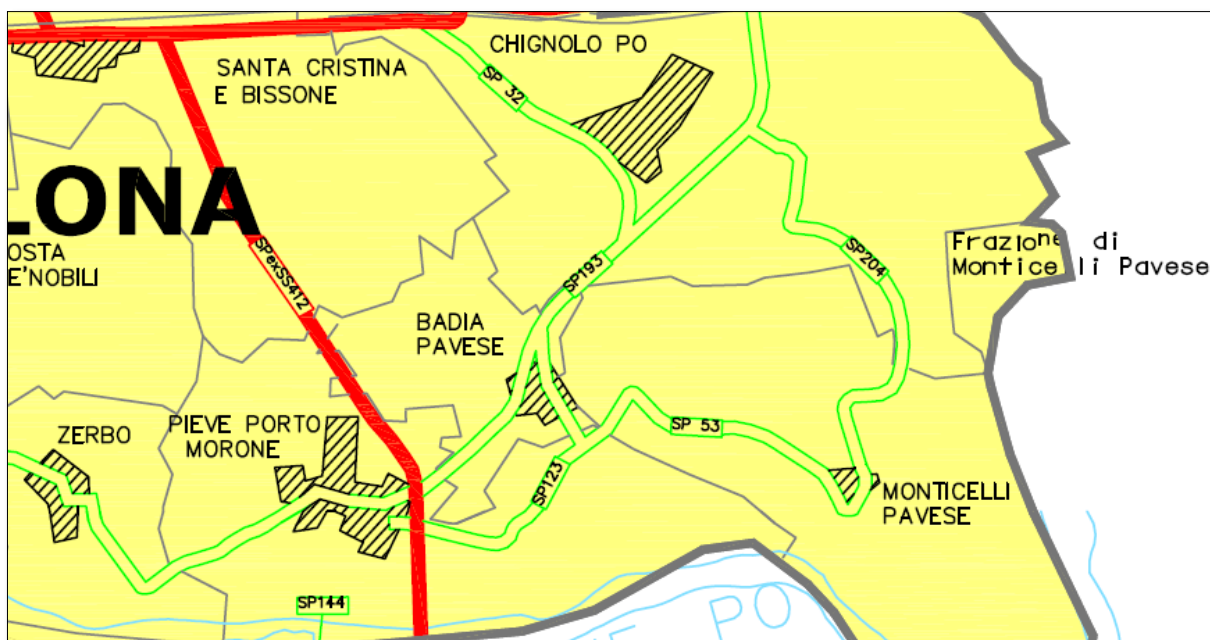 CHIGNOLO PO
SANTA CRISTINA
E BISSONE
SP 32
LONA
OSTA
E'NOBILI
SPexSS412
SP193
SP204
Frazione di
Monticelli Pavese
BADIA
PAVESE
ZERBO
PIEVE PORTO
MORONE
SP 53
SP123
MONTICELLI
PAVESE
SP144
PO